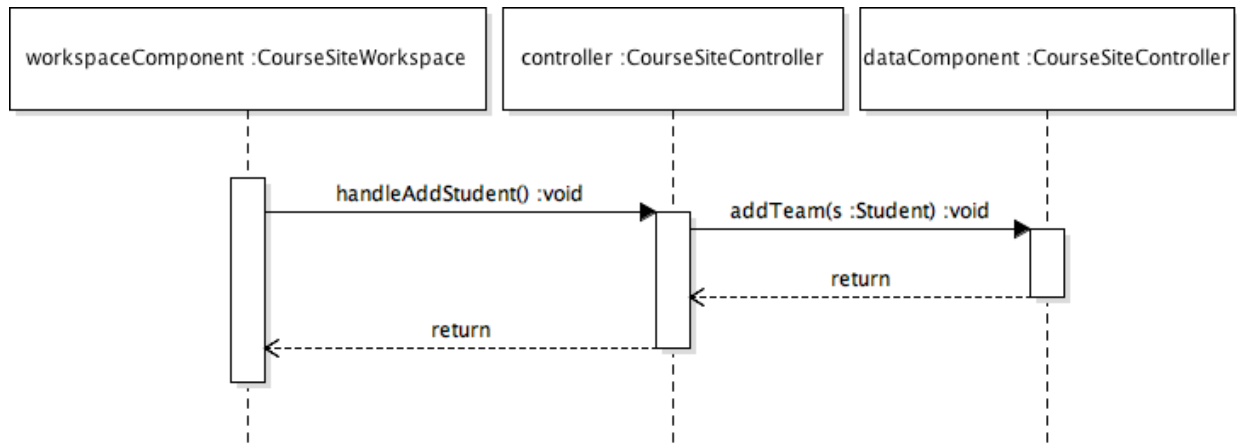 workspaceComponent :CourseSiteWorkspace
controller :CourseSiteController
dataComponent :CourseSiteController
handleAddStudent() :void
addTeam(s :Student) :void
return
return